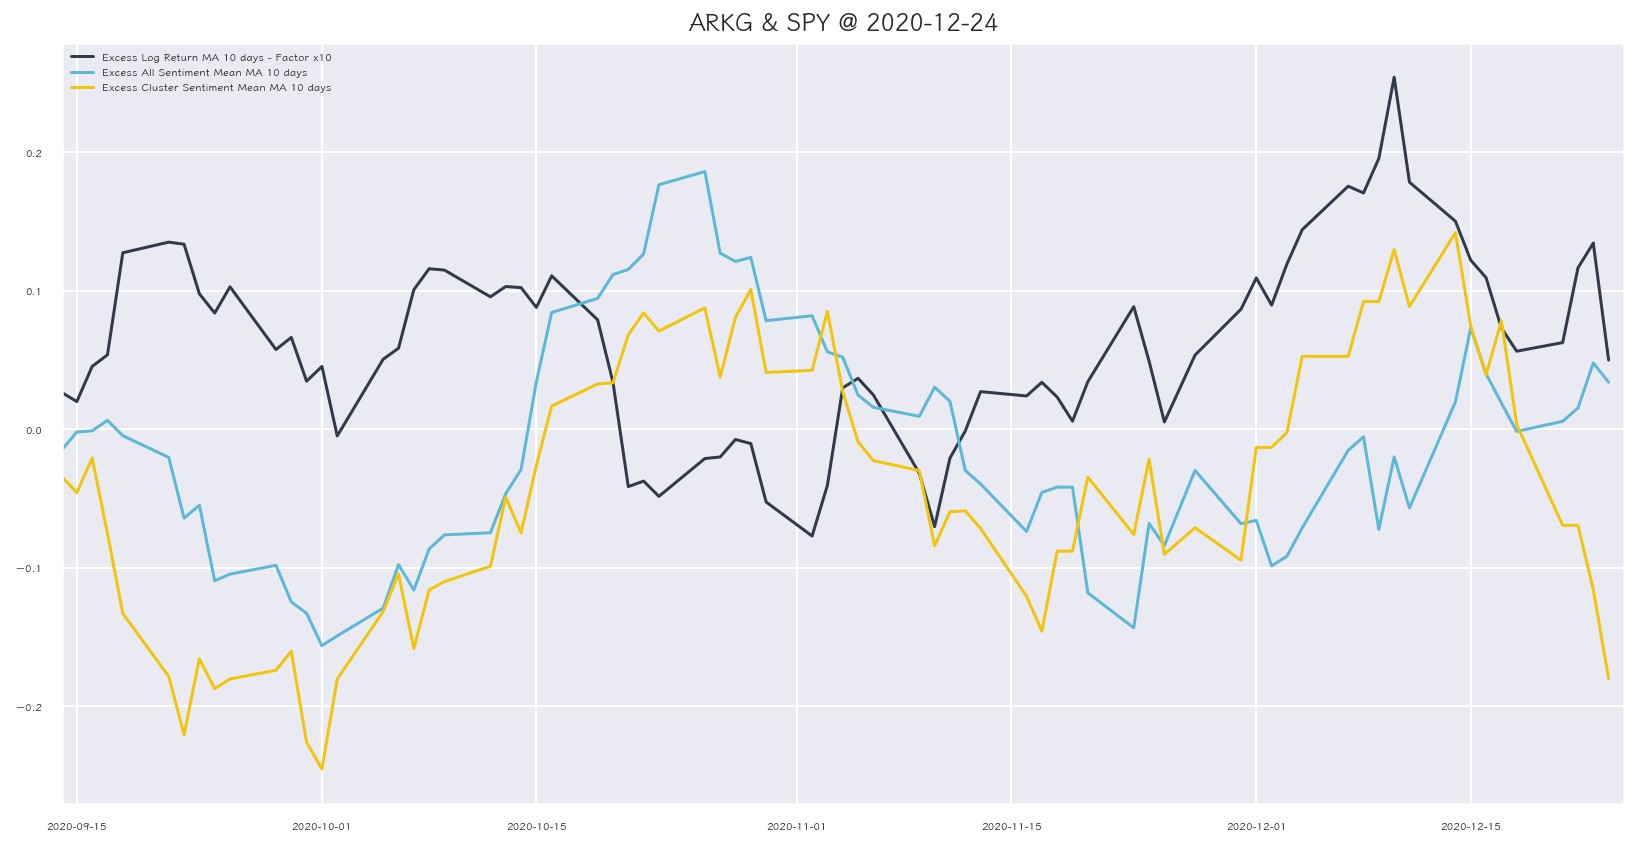 ARKG & SPY @ 2020-12-24
Excess Log Return MA 10 days - Factor x10
Excess All Sentiment Mean MA 10 days
Excess Cluster Sentiment Mean MA 10 days
0.2
0.1
0.0
−0.1
−0.2
2020-09-15 2020-10-01 2020-10-15 2020-11-01 2020-11-15 2020-12-01 2020-12-15